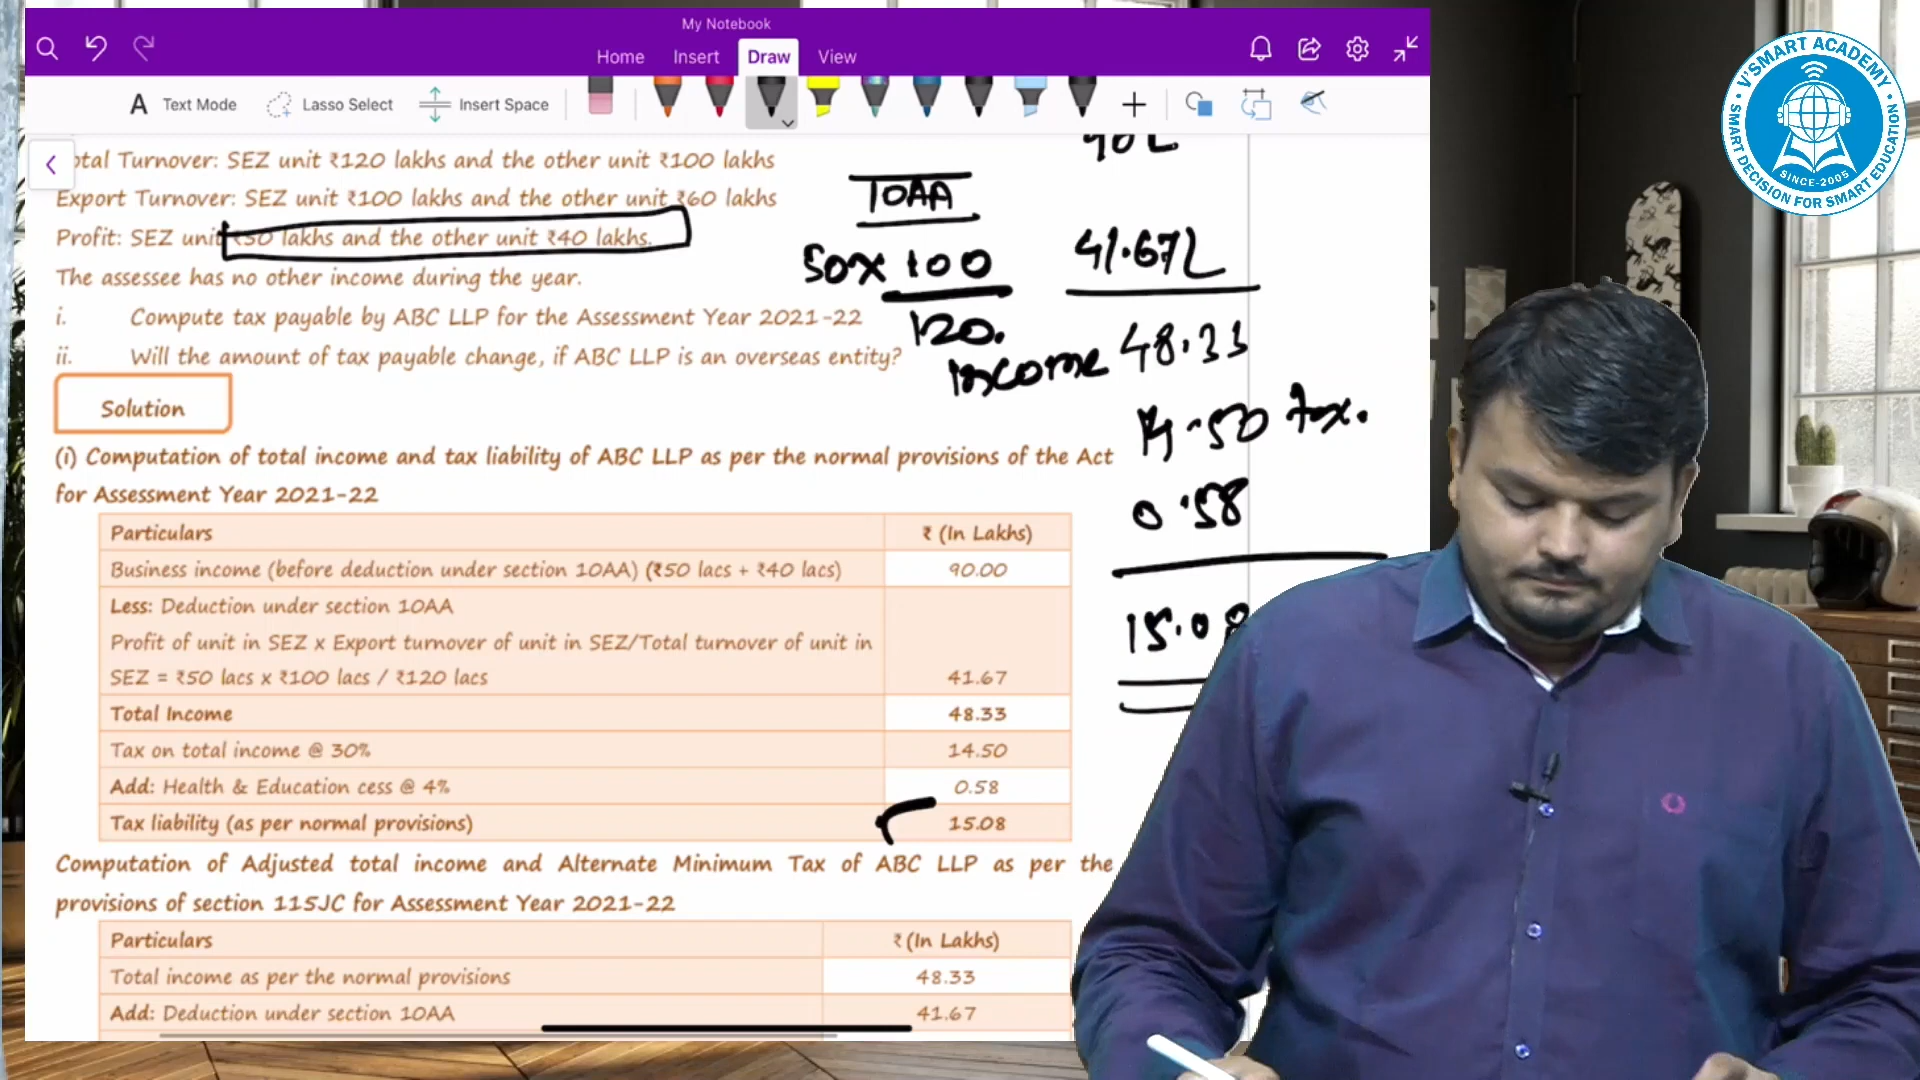 My Notebook
Home Insert Draw View
A Text Mode Lasso Select Insert Space
otal Turnover: SEZ unit ₹120 lakhs and the other unit ₹100 lakhs
Export Turnover: SEZ unit ₹100 lakhs and the other unit ₹60 lakhs
Profit: SEZ unit ₹50 lakhs and the other unit ₹40 lakhs.
The assessee has no other income during the year.
i. Compute tax payable by ABC LLP for the Assessment Year 2021-22
ii. Will the amount of tax payable change, if ABC LLP is an overseas entity?
Solution
(i) Computation of total income and tax liability of ABC LLP as per the normal provisions of the Act
for Assessment Year 2021-22
Particulars ₹ (In Lakhs)
Business income (before deduction under section 10AA) (₹50 lacs + ₹40 lacs) 90.00
Less: Deduction under section 10AA
Profit of unit in SEZ x Export turnover of unit in SEZ/Total turnover of unit in
SEZ = ₹50 lacs x ₹100 lacs / ₹120 lacs 41.67
Total Income 48.33
Tax on total income @ 30% 14.50
Add: Health & Education cess @ 4% 0.58
Tax liability (as per normal provisions) 15.08
Computation of Adjusted total income and Alternate Minimum Tax of ABC LLP as per the
provisions of section 115JC for Assessment Year 2021-22
Particulars ₹ (In Lakhs)
Total income as per the normal provisions 48.33
Add: Deduction under section 10AA 41.67
90L
10AA
50x 100
120.
41.67L
Income 48.33
14.50 tax.
0.58
15.08
V'SMART ACADEMY
SINCE-2005
SMART DECISION FOR SMART EDUCATION